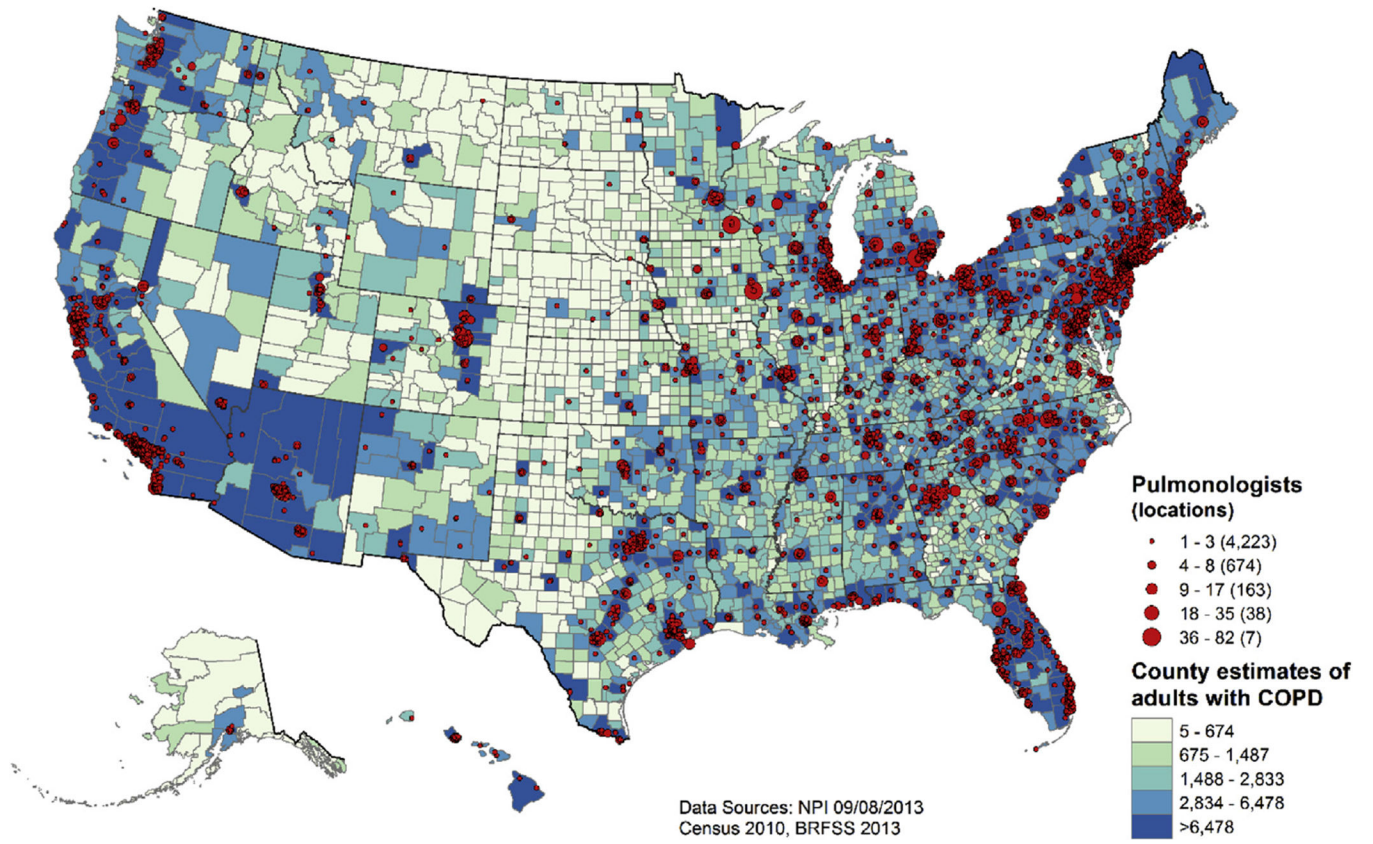 Pulmonologists
(locations)
1 - 3 (4,223)
4 - 8 (674)
9 - 17 (163)
18 - 35 (38)
36 - 82 (7)
County estimates of
adults with COPD
5 - 674
675 - 1,487
1,488 - 2,833
2,834 - 6,478
>6,478
Data Sources: NPI 09/08/2013
Census 2010, BRFSS 2013